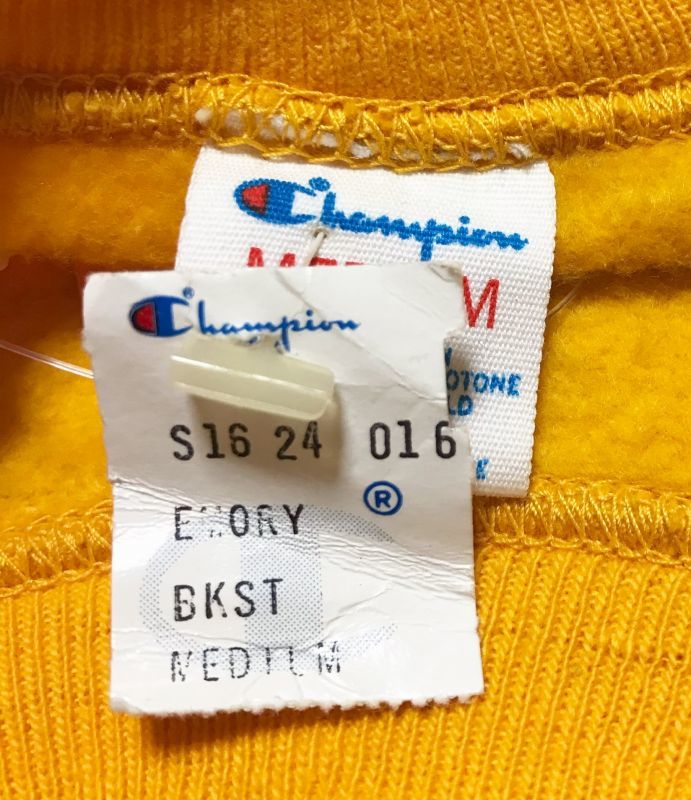 Champion
M
OTONE
LD
E
® Champion
S16 24 016
®
EMORY
BKST
MEDIUM